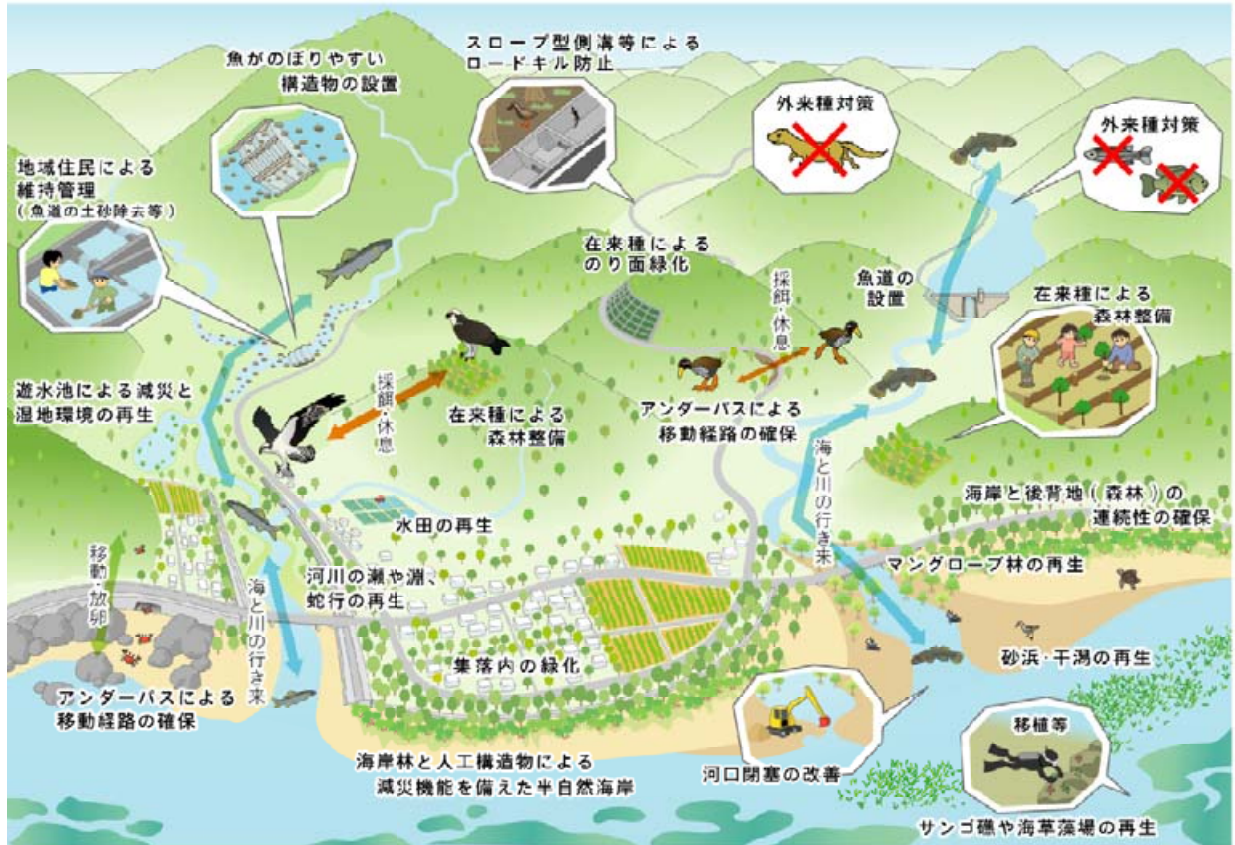 スロープ型側溝等による
ロードキル防止
魚がのぼりやすい
構造物の設置
外来種対策
外来種対策
地域住民による
維持管理
(魚道の土砂除去等)
在来種による
のり面緑化
採餌・休息
魚道の
設置
在来種による
森林整備
遊水池による減災と
湿地環境の再生
採餌・休息
在来種による
森林整備
アンダーパスによる
移動経路の確保
海と川の行き来
海岸と後背地(森林)の
連続性の確保
水田の再生
マングローブ林の再生
移動・放卵
海と川の行き来
河川の瀬や淵、
蛇行の再生
集落内の緑化
砂浜・干潟の再生
アンダーパスによる
移動経路の確保
移植等
海岸林と人工構造物による
減災機能を備えた半自然海岸
河口閉塞の改善
サンゴ礁や海草藻場の再生